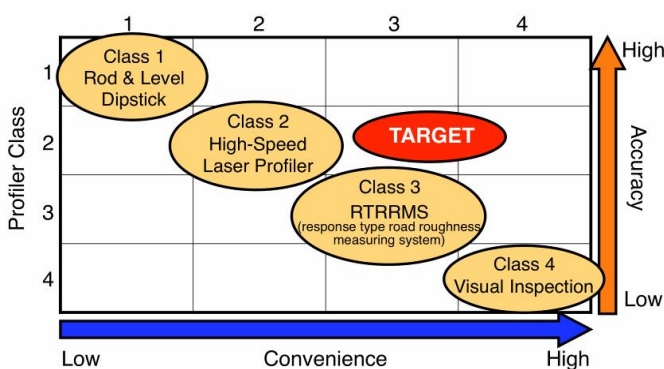 1 2 3 4
High
Class 1
Rod & Level
Dipstick
1
Class 2
High-Speed
Laser Profiler
TARGET
2
Class 3
RTRRMS
(response type road roughness
measuring system)
3
Class 4
Visual Inspection
4
Profiler Class
Accuracy
Low
Low Convenience High